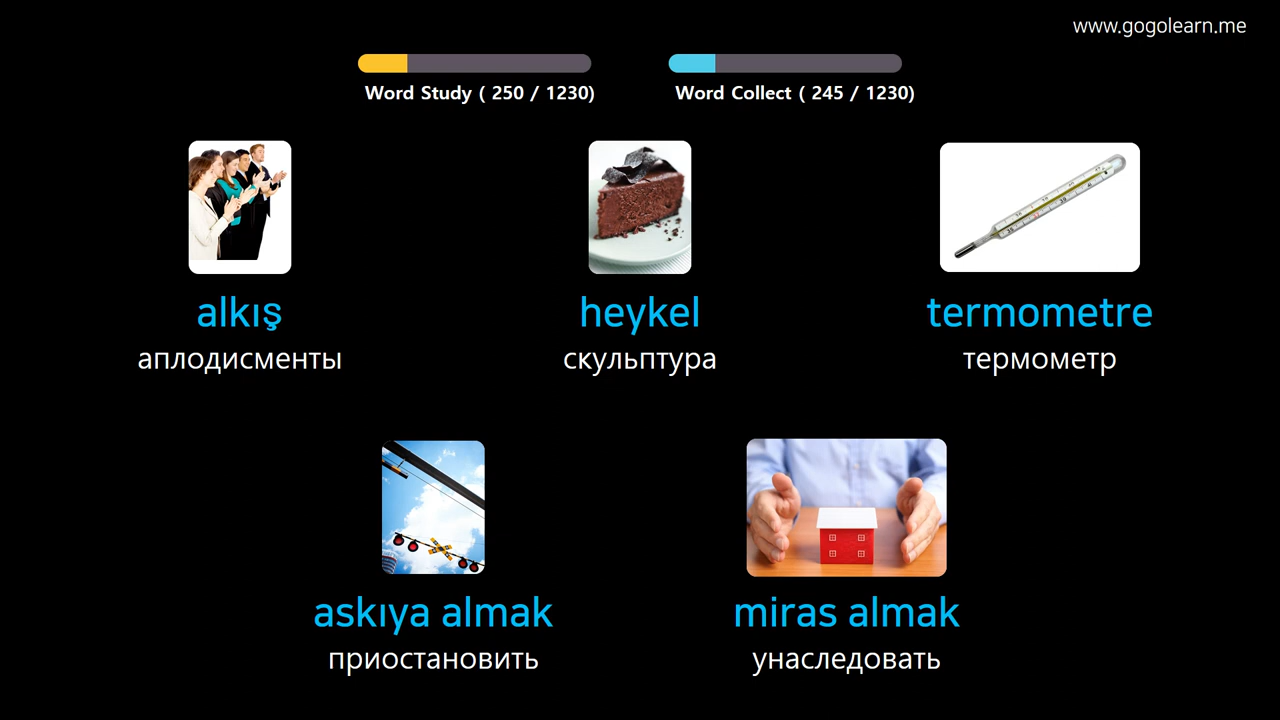 www.gogolearn.me
Word Study ( 250 / 1230)
Word Collect ( 245 / 1230)
alkış
heykel
termometre
аплодисменты
скульптура
термометр
askıya almak
miras almak
приостановить
унаследовать